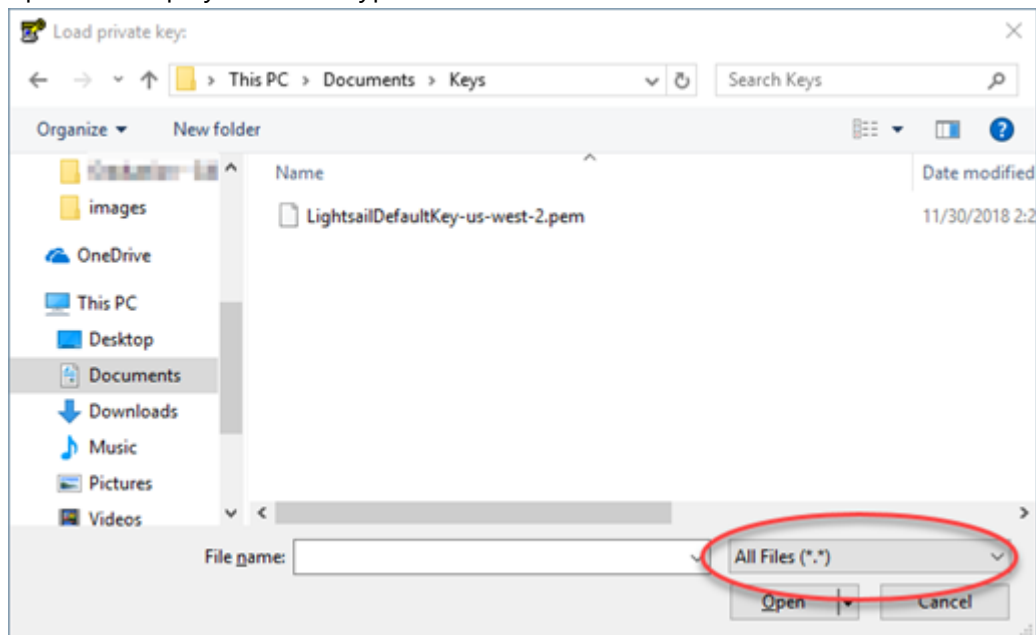 Load private key:
This PC > Documents > Keys
Search Keys
Organize
New folder
Name
Date modified
images
LightsailDefaultKey-us-west-2.pem
11/30/2018 2:2
OneDrive
This PC
Desktop
Documents
Downloads
Music
Pictures
Videos
File name:
All Files (*.*)
Open
Cancel